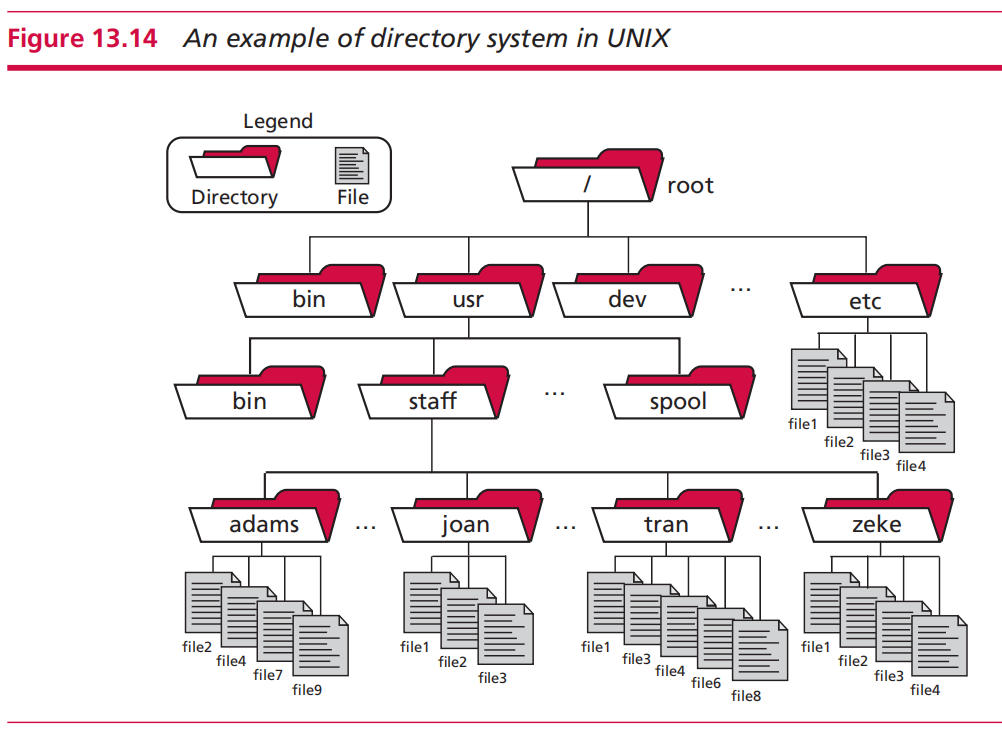 Figure 13.14 An example of directory system in UNIX
Legend
Directory File
/ root
bin usr dev ... etc
bin staff ... spool
file1
file2
file3
file4
adams ... joan ... tran ... zeke
file2 file4 file7 file9
file1 file2 file3
file1 file3 file4 file6 file8
file1 file2 file3 file4